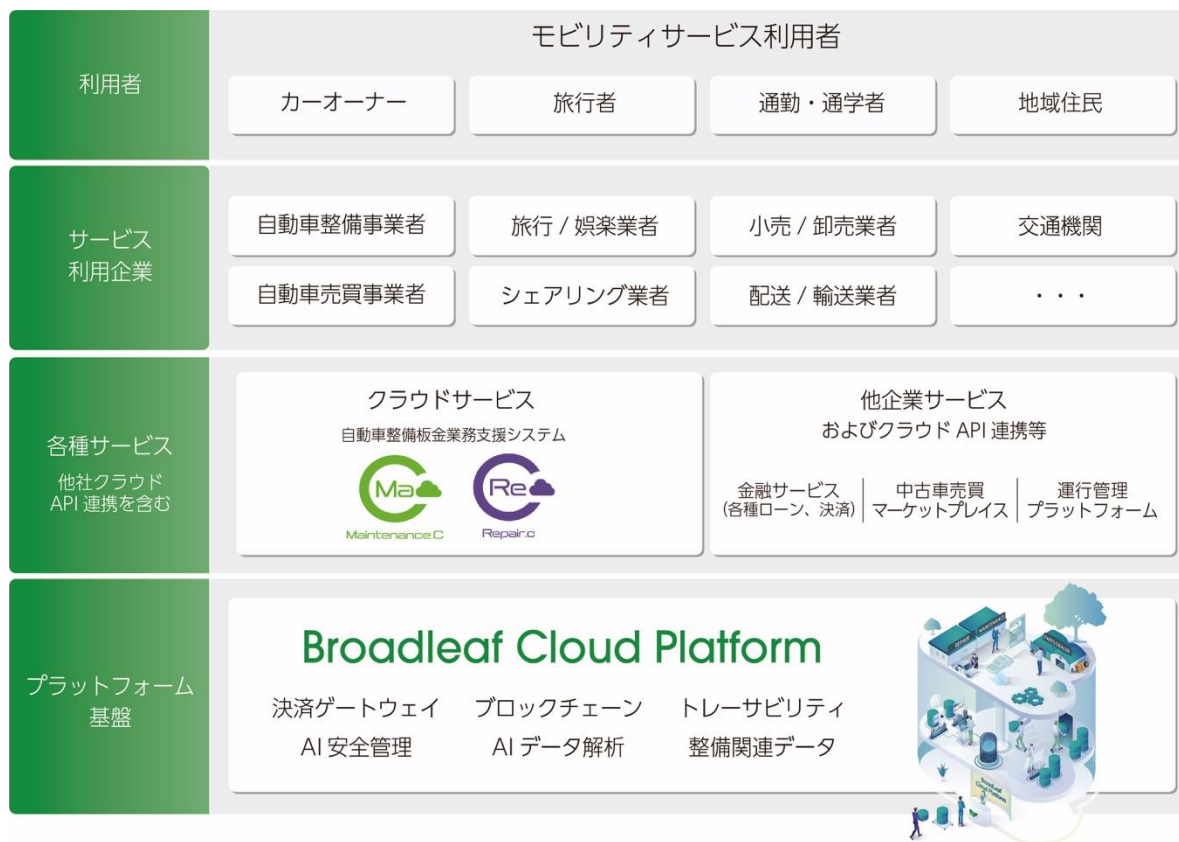 利用者
モビリティサービス利用者
カーオーナー
旅行者
通勤・通学者
地域住民
サービス
利用企業
自動車整備事業者
旅行 / 娯楽業者
小売 / 卸売業者
交通機関
自動車売買事業者
シェアリング業者
配送 / 輸送業者
・・・
各種サービス
他社クラウド
API 連携を含む
クラウドサービス
自動車整備板金業務支援システム
Ma
Maintenance.C
Re
Repair.c
他企業サービス
およびクラウド API 連携等
金融サービス
(各種ローン、決済)
中古車売買
マーケットプレイス
運行管理
プラットフォーム
プラットフォーム
基盤
Broadleaf Cloud Platform
決済ゲートウェイ
ブロックチェーン
トレーサビリティ
AI 安全管理
AI データ解析
整備関連データ
REPAIR
MAINTENANCE
Broadleaf
Cloud Platform